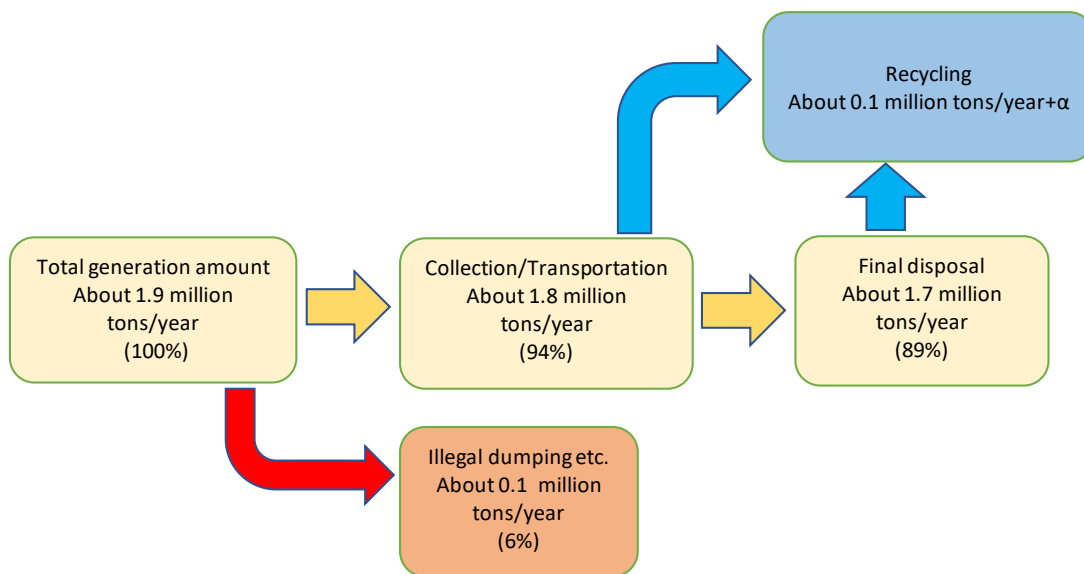 Recycling
About 0.1 million tons/year+α
Total generation amount
About 1.9 million
tons/year
(100%)
Collection/Transportation
About 1.8 million
tons/year
(94%)
Final disposal
About 1.7 million
tons/year
(89%)
Illegal dumping etc.
About 0.1  million
tons/year
(6%)